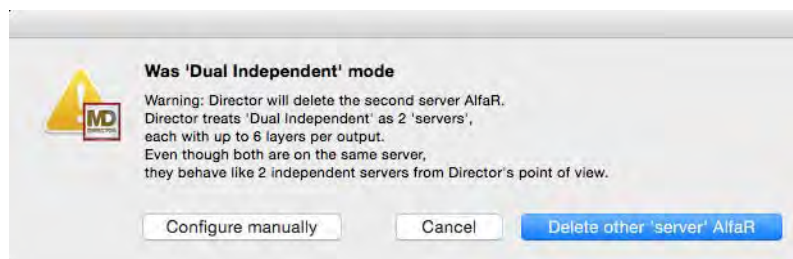 Was 'Dual Independent' mode
Warning: Director will delete the second server AlfaR.
Director treats 'Dual Independent' as 2 'servers',
each with up to 6 layers per output.
Even though both are on the same server,
they behave like 2 independent servers from Director's point of view.
MD
DIRECTOR
Configure manually
Cancel
Delete other 'server' AlfaR